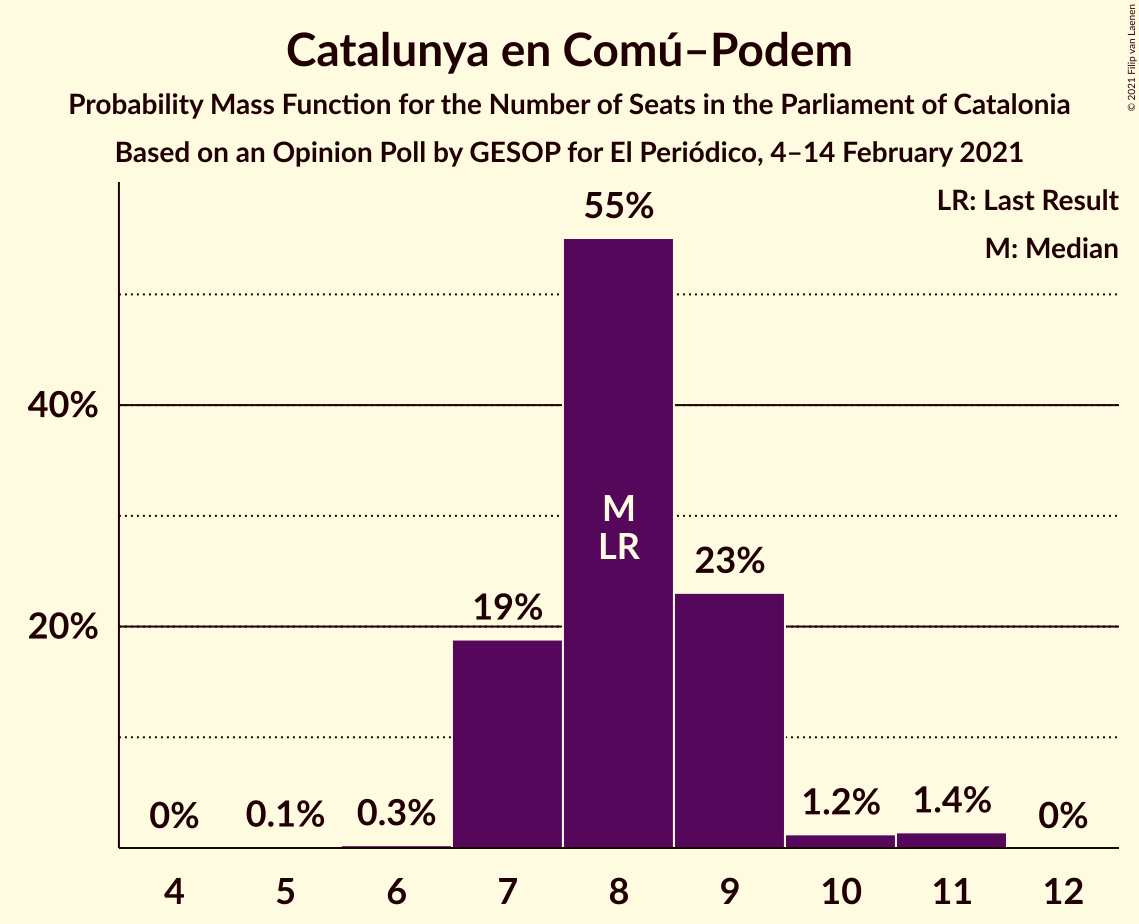 Catalunya en Comú–Podem
Probability Mass Function for the Number of Seats in the Parliament of Catalonia
Based on an Opinion Poll by GESOP for El Periódico, 4–14 February 2021
© 2021 Filip van Laenen
LR: Last Result
M: Median
55%
40%
M
LR
23%
19%
20%
0%
0.1%
0.3%
1.2%
1.4%
0%
4
5
6
7
8
9
10
11
12